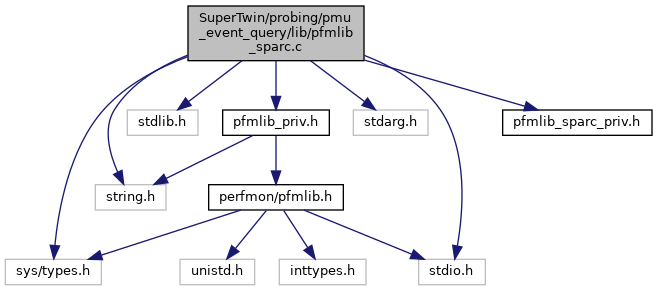 SuperTwin/probing/pmu
_event_query/lib/pfmlib
_sparc.c
stdlib.h
pfmlib_priv.h
stdarg.h
pfmlib_sparc_priv.h
string.h
perfmon/pfmlib.h
sys/types.h
unistd.h
inttypes.h
stdio.h